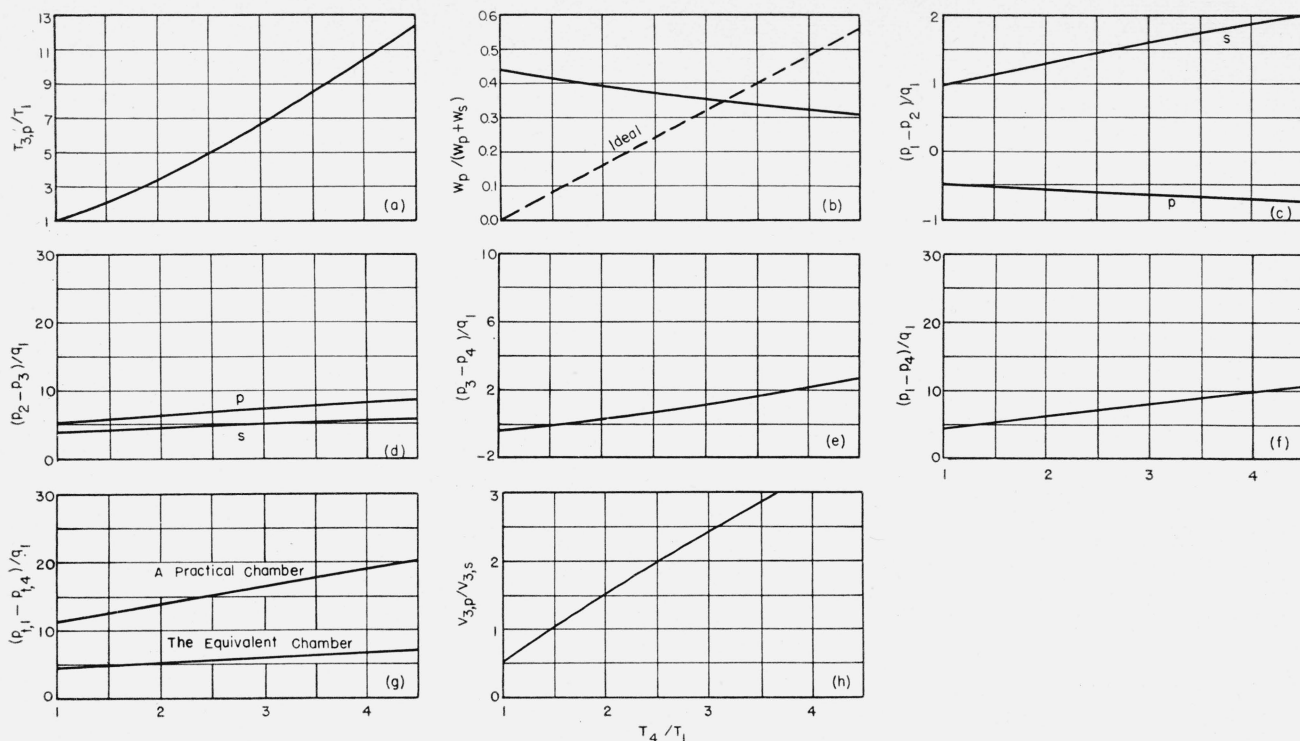 T3,p/T1
13
11
9
7
5
3
1
(a)
Wp/(Wp+Ws)
0.6
0.5
0.4
0.3
0.2
0.1
0.0
Ideal
(b)
(p1-p2)/q1
2
1
0
-1
s
p
(c)
(p2-p3)/q1
30
20
10
0
p
s
(d)
(p3-p4)/q1
10
6
2
-2
(e)
(p1-p4)/q1
30
20
10
0
(f)
1 2 3 4
(pt,1-pt,4)/q1
30
20
10
0
A Practical Chamber
The Equivalent Chamber
(g)
1 2 3 4
V3,p/V3,s
3
2
1
0
(h)
1 2 3 4
T4/T1